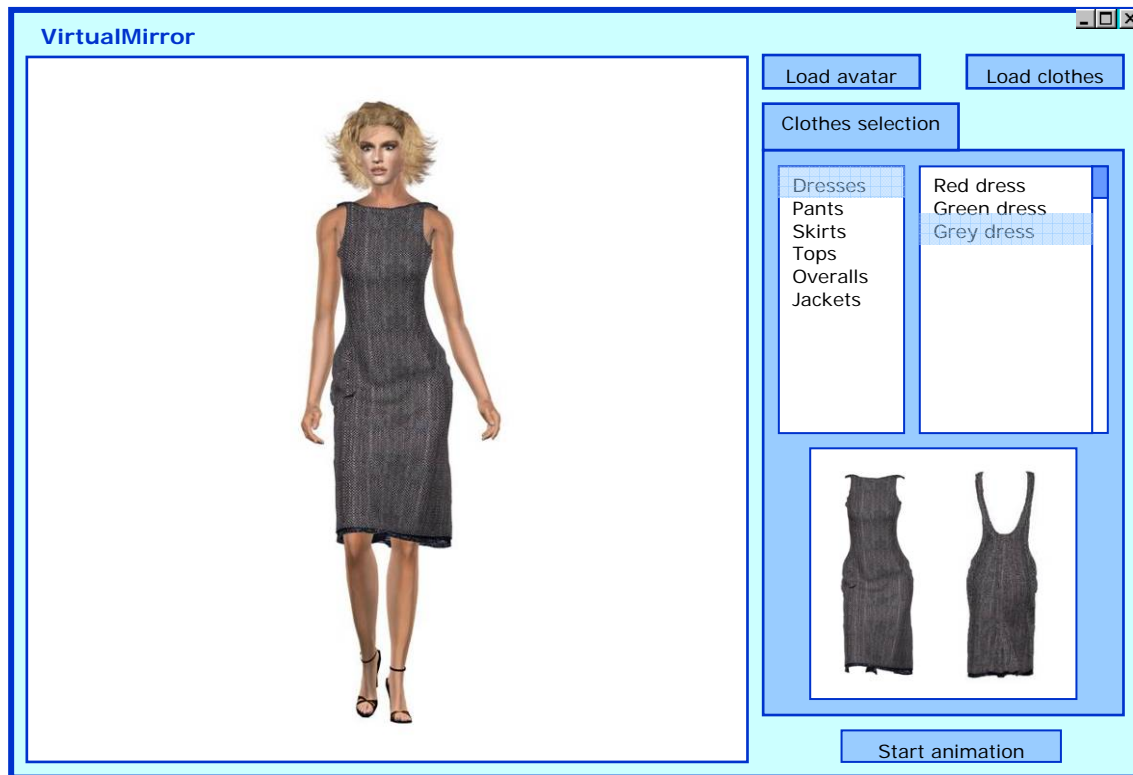 VirtualMirror
Load avatar
Load clothes
Clothes selection
Dresses
Pants
Skirts
Tops
Overalls
Jackets
Red dress
Green dress
Grey dress
Start animation